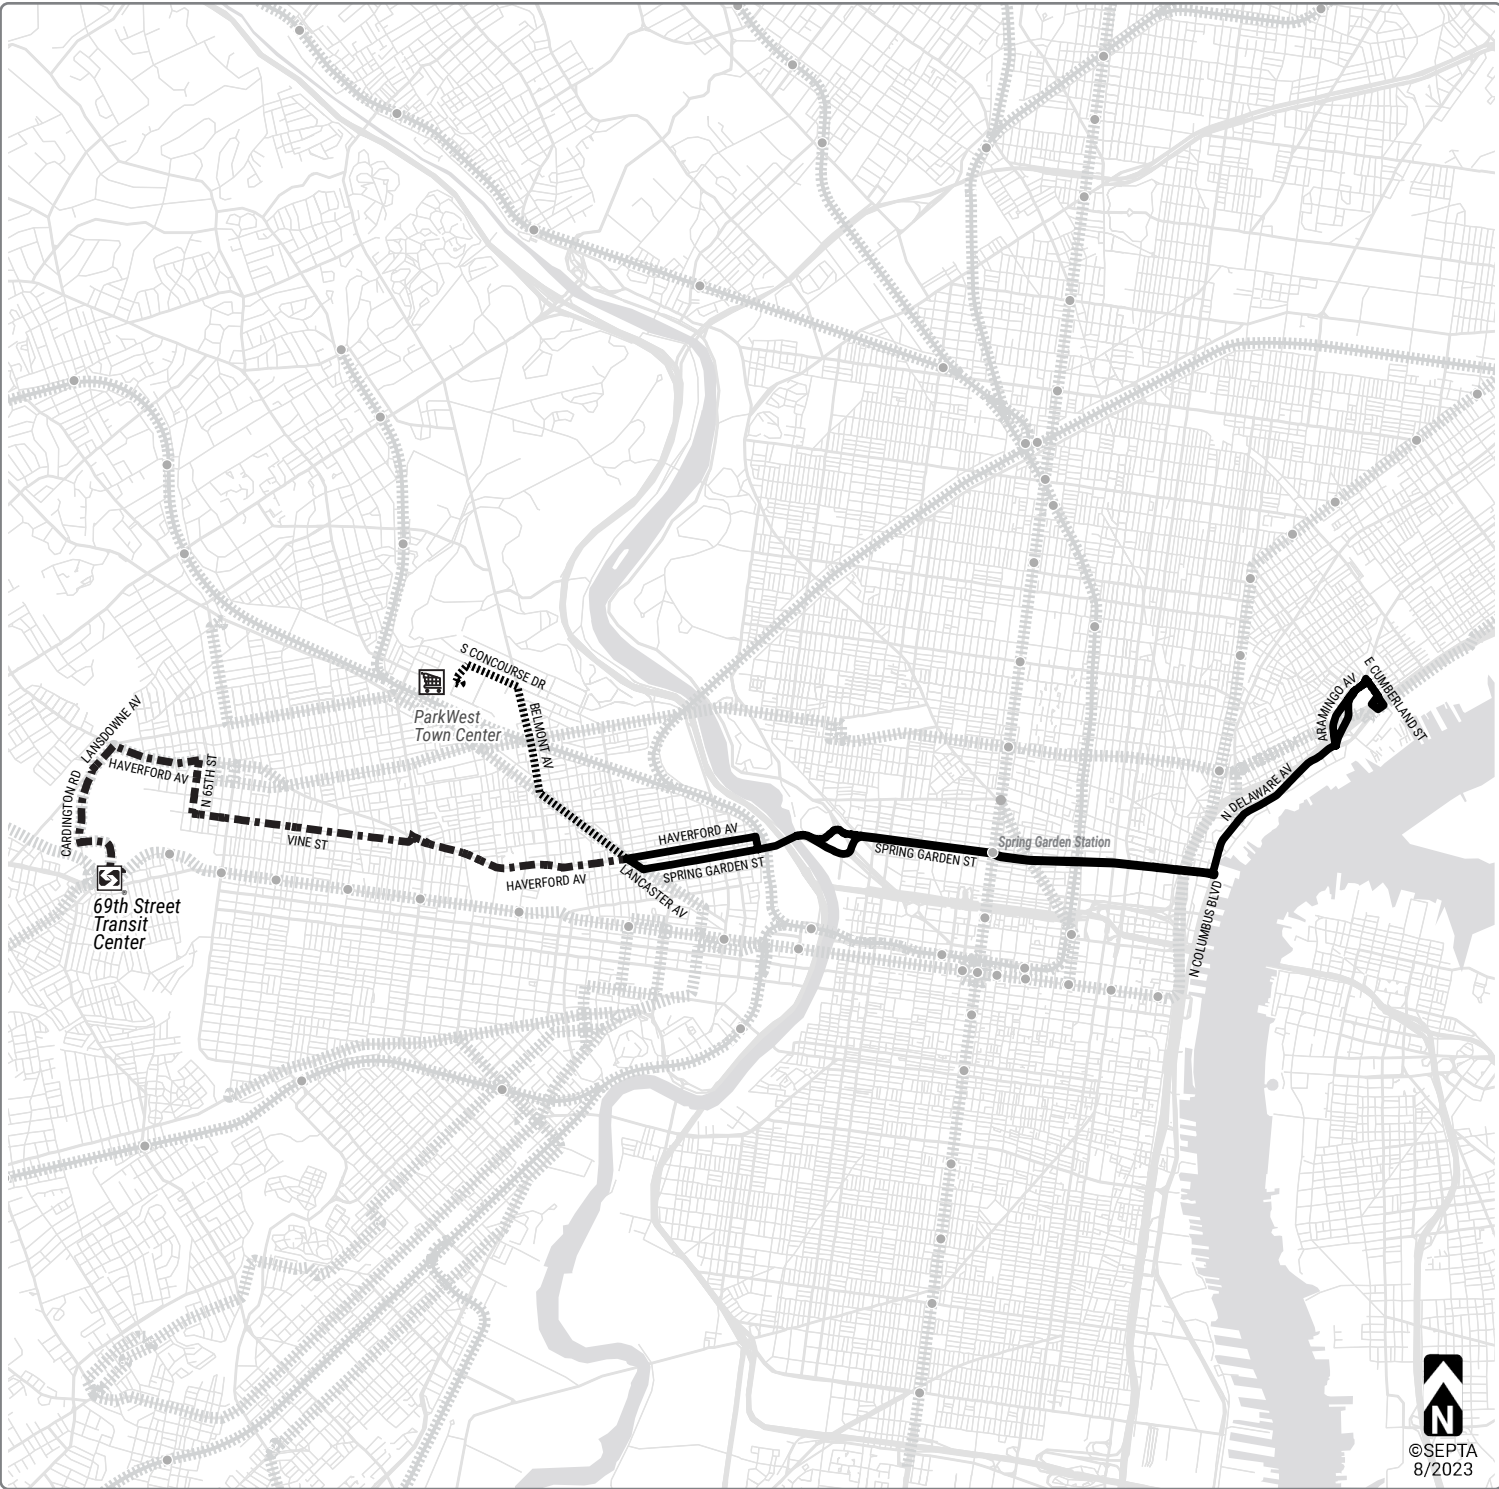 S CONCOURSE DR
E CUMBERLAND ST
ARAMINGO AV
LANSDOWNE AV
BELMONT AV
ParkWest
Town Center
HAVERFORD AV
N 65TH ST
CARDINGTON RD
N DELAWARE AV
VINE ST
HAVERFORD AV
Spring Garden Station
SPRING GARDEN ST
SPRING GARDEN ST
HAVERFORD AV
LANCASTER AV
N COLUMBUS BLVD
69th Street
Transit
Center
N
©SEPTA
8/2023